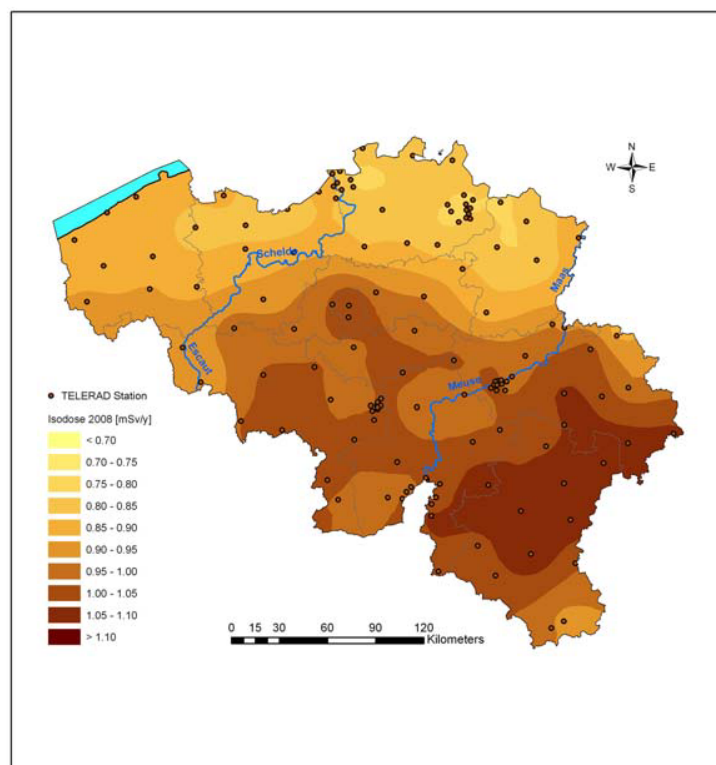 N
W E
S
Schelde
Maas
Escaut
Meuse
TELERAD Station
Isodose 2008 [mSv/y]
< 0.70
0.70 - 0.75
0.75 - 0.80
0.80 - 0.85
0.85 - 0.90
0.90 - 0.95
0.95 - 1.00
1.00 - 1.05
1.05 - 1.10
> 1.10
0 15 30 60 90 120
Kilometers